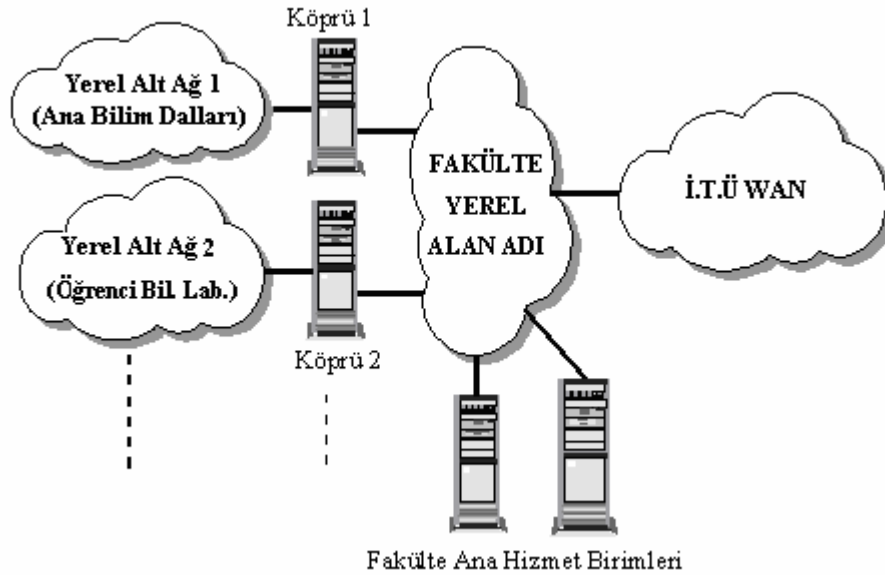 Köprü 1
Yerel Alt Ağ 1
(Ana Bilim Dalları)
FAKÜLTE
YEREL
ALAN ADI
İ.T.Ü WAN
Yerel Alt Ağ 2
(Öğrenci Bil. Lab.)
Köprü 2
Fakülte Ana Hizmet Birimleri